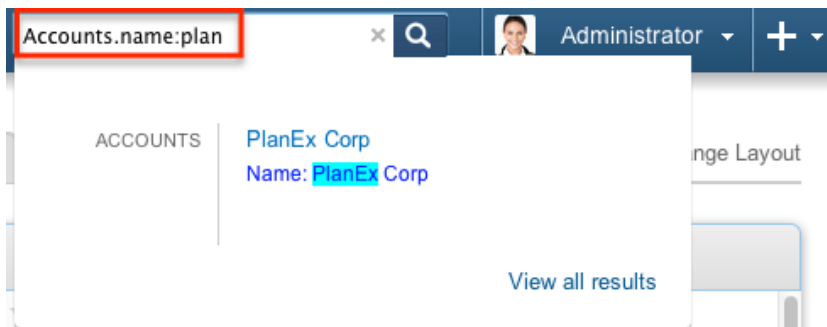 Accounts.name:plan
Administrator
ACCOUNTS
PlanEx Corp
nge Layout
Name: PlanEx Corp
View all results